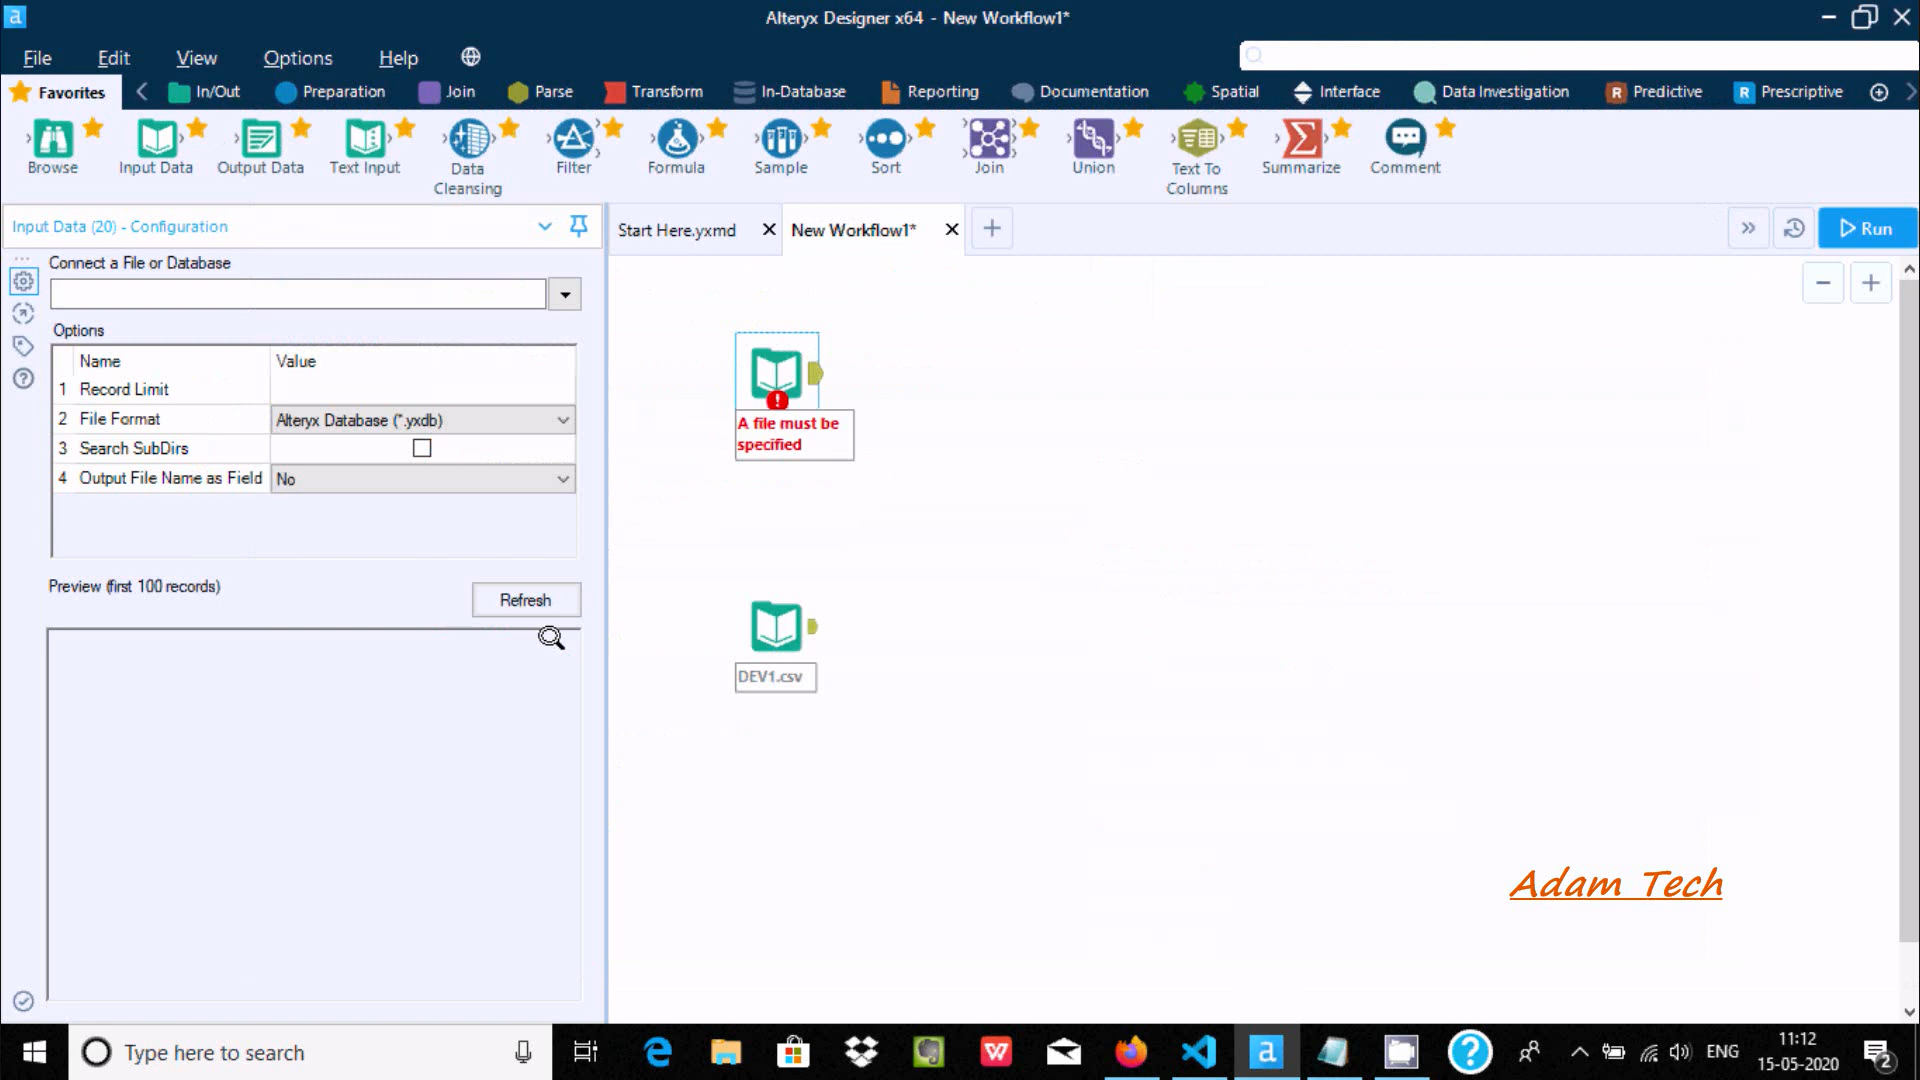 Alteryx Designer x64 - New Workflow1*
File Edit View Options Help
Favorites In/Out Preparation Join Parse Transform In-Database Reporting Documentation Spatial Interface Data Investigation Predictive Prescriptive
Browse Input Data Output Data Text Input Data Cleansing Filter Formula Sample Sort Join Union Text To Columns Summarize Comment
Input Data (20) - Configuration
Start Here.yxmd New Workflow1* Run
Connect a File or Database
Options
Name Value
1 Record Limit
2 File Format Alteryx Database (*.yxdb)
3 Search SubDirs
4 Output File Name as Field No
Preview (first 100 records)
Refresh
A file must be
specified
DEV1.csv
Adam Tech
Type here to search
ENG
11:12
15-05-2020
2